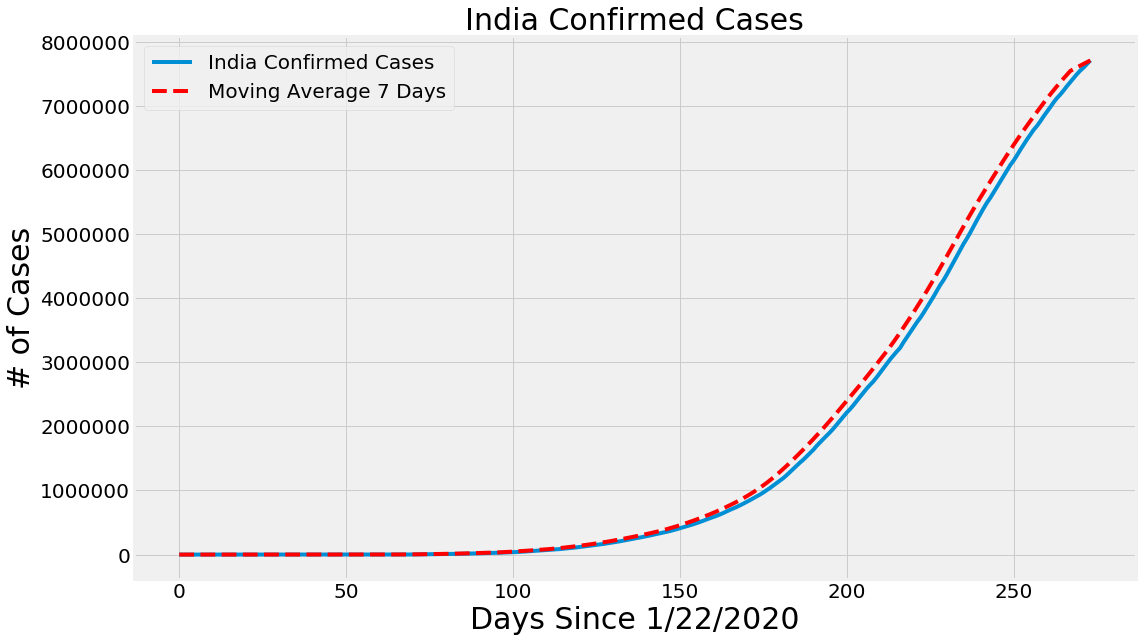 India Confirmed Cases
8000000
7000000
6000000
5000000
4000000
3000000
2000000
1000000
0
# of Cases
India Confirmed Cases
Moving Average 7 Days
0 50 100 150 200 250
Days Since 1/22/2020